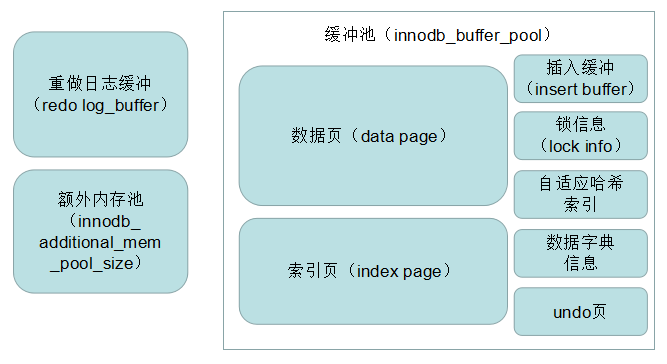 重做日志缓冲
（redo log_buffer）
额外内存池
（innodb_
additional_mem
_pool_size）
缓冲池（innodb_buffer_pool）
数据页（data page）
索引页（index page）
插入缓冲
（insert buffer）
锁信息
（lock info）
自适应哈希
索引
数据字典
信息
undo页